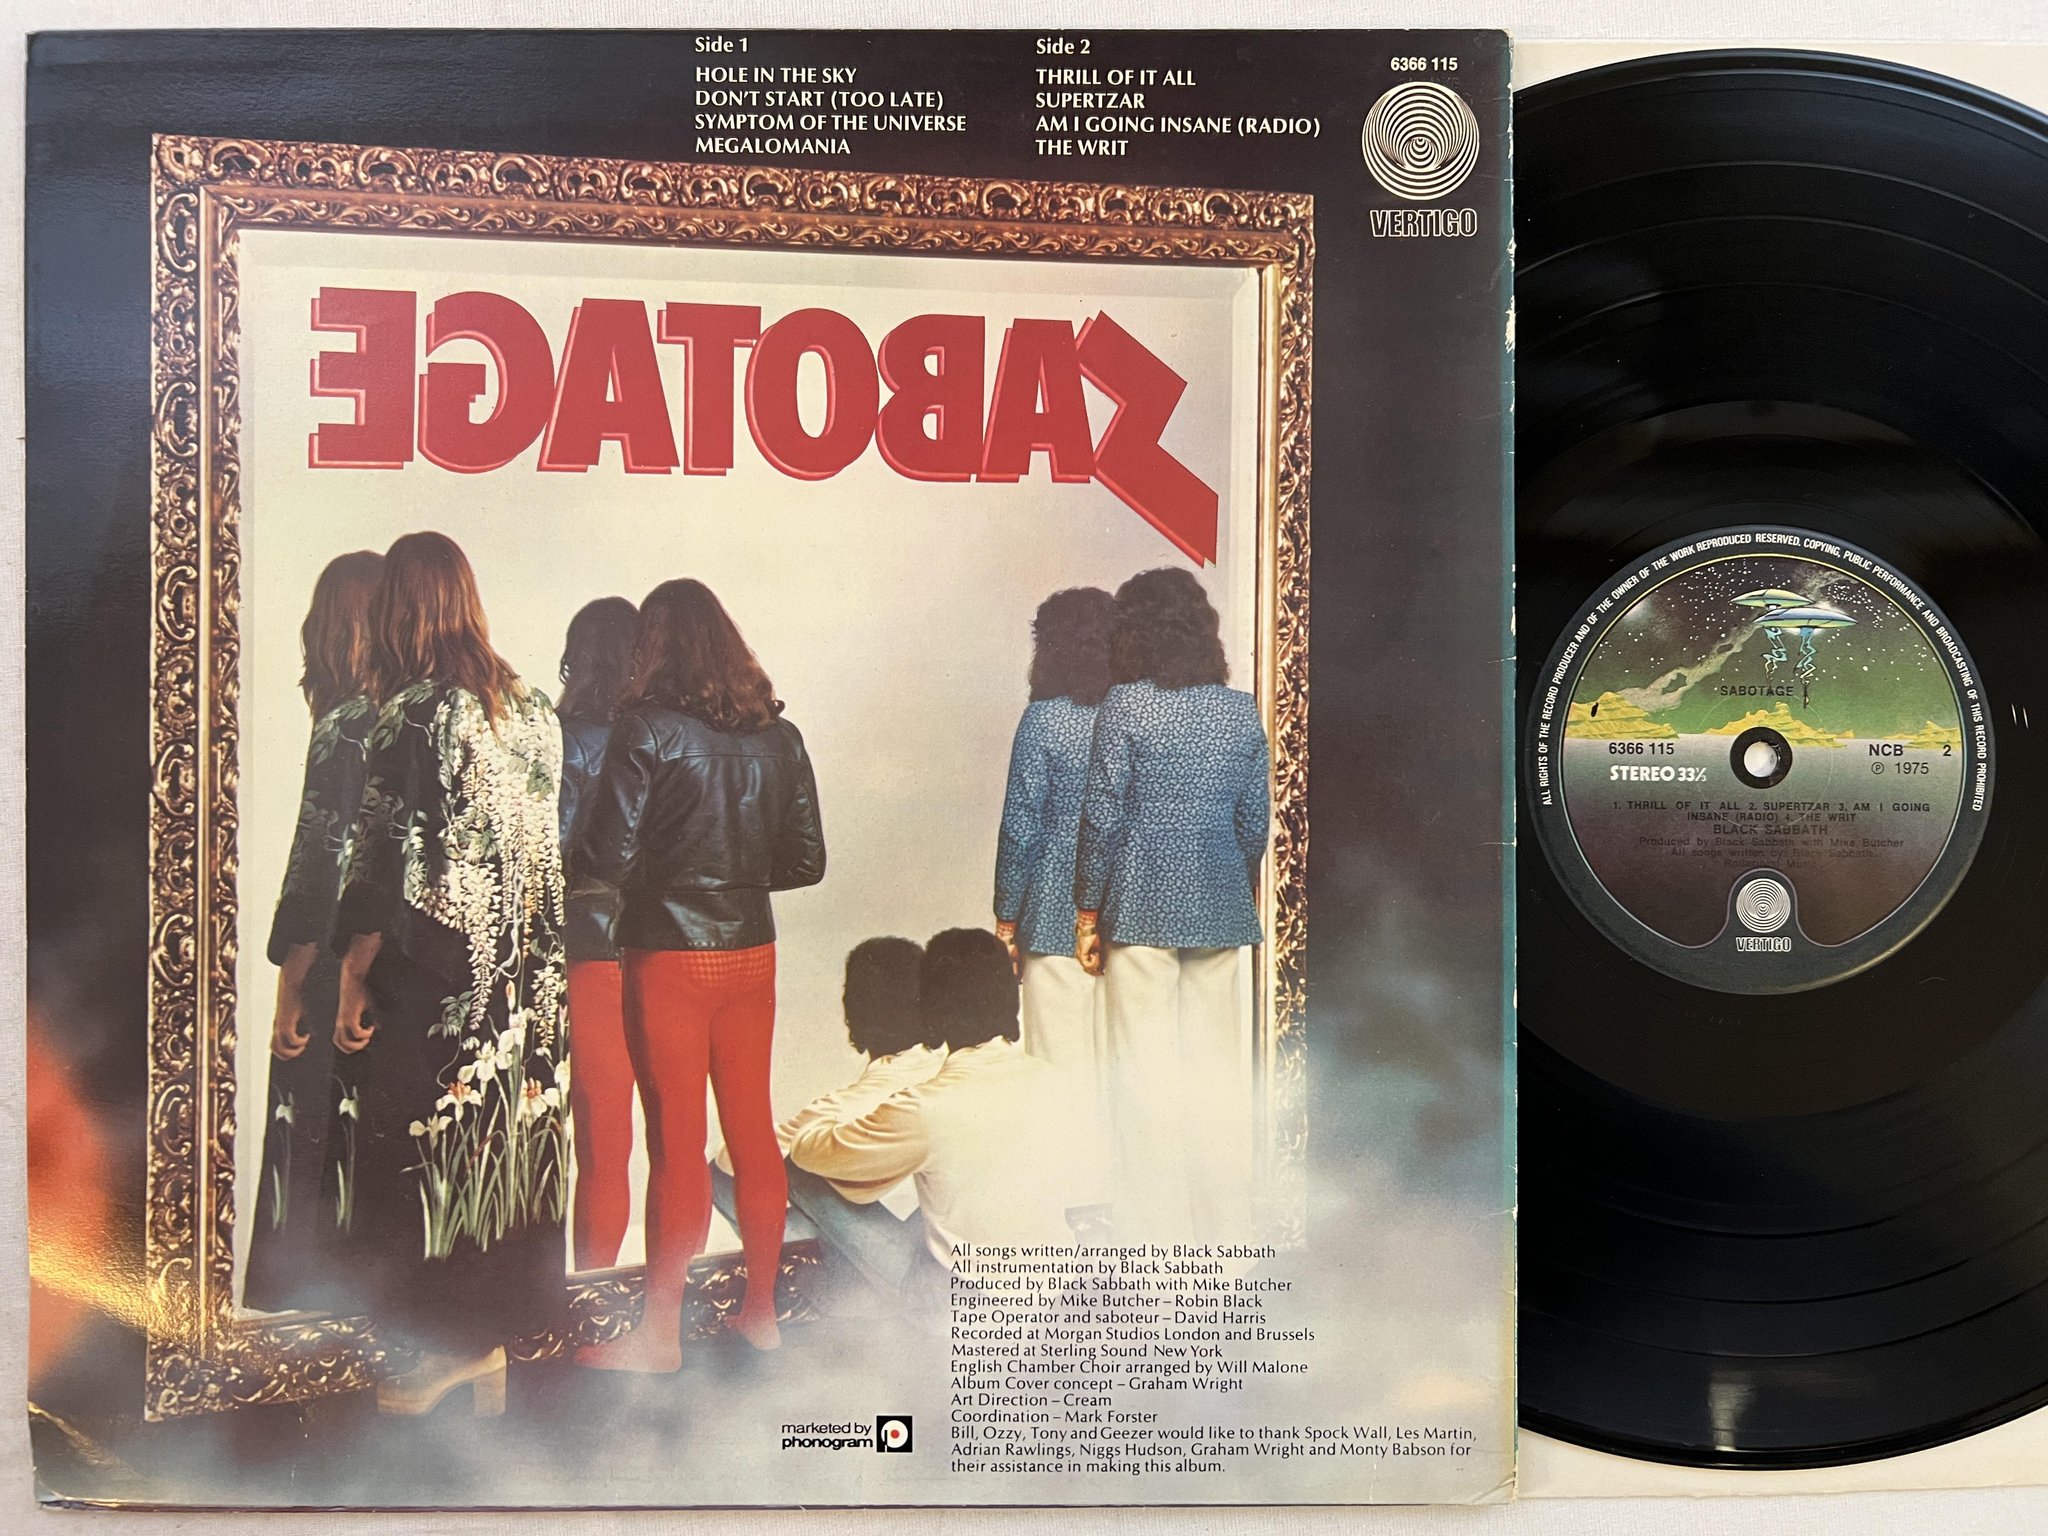 Side 1
HOLE IN THE SKY
DON'T START (TOO LATE)
SYMPTOM OF THE UNIVERSE
MEGALOMANIA
Side 2
THRILL OF IT ALL
SUPERTZAR
AM I GOING INSANE (RADIO)
THE WRIT
6366 115
VERTIGO
SABOTAGE
All songs written/arranged by Black Sabbath
All instrumentation by Black Sabbath
Produced by Black Sabbath with Mike Butcher
Engineered by Mike Butcher – Robin Black
Tape Operator and saboteur – David Harris
Recorded at Morgan Studios London and Brussels
Mastered at Sterling Sound New York
English Chamber Choir arranged by Will Malone
Album Cover concept – Graham Wright
Art Direction – Cream
Coordination – Mark Forster
Bill, Ozzy, Tony and Geezer would like to thank Spock Wall, Les Martin,
Adrian Rawlings, Niggs Hudson, Graham Wright and Monty Babson for
their assistance in making this album.
marketed by
phonogram
ALL RIGHTS OF THE RECORD PRODUCER AND OF THE OWNER OF THE WORK REPRODUCED RESERVED. COPYING, PUBLIC PERFORMANCE AND BROADCASTING OF THIS RECORD PROHIBITED
SABOTAGE
6366 115
STEREO 33⅓
NCB 2
℗ 1975
1. THRILL OF IT ALL 2. SUPERTZAR 3. AM I GOING
INSANE (RADIO) 4. THE WRIT
BLACK SABBATH
Produced by Black Sabbath with Mike Butcher
All songs written by Black Sabbath
Music
VERTIGO